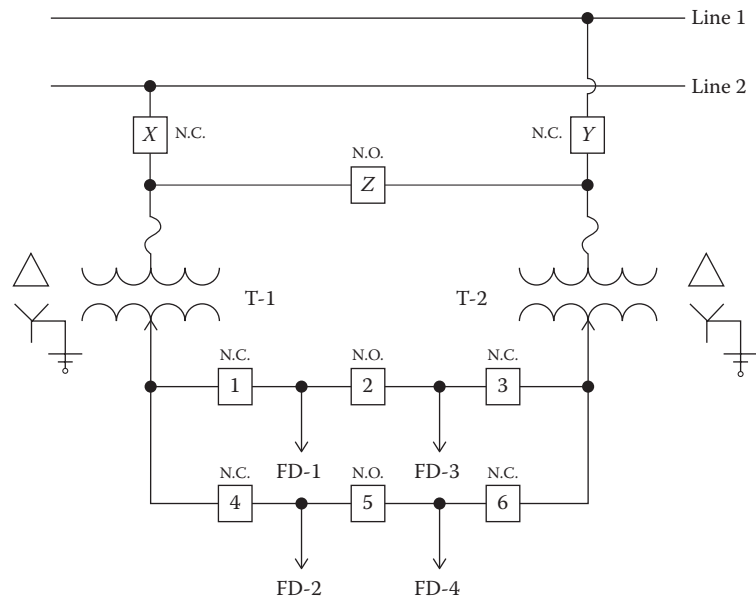 Line 1
Line 2
X N.C.
N.C. Y
N.O.
Z
T-1
T-2
N.C. N.O. N.C.
1 2 3
FD-1 FD-3
N.C. N.O. N.C.
4 5 6
FD-2 FD-4